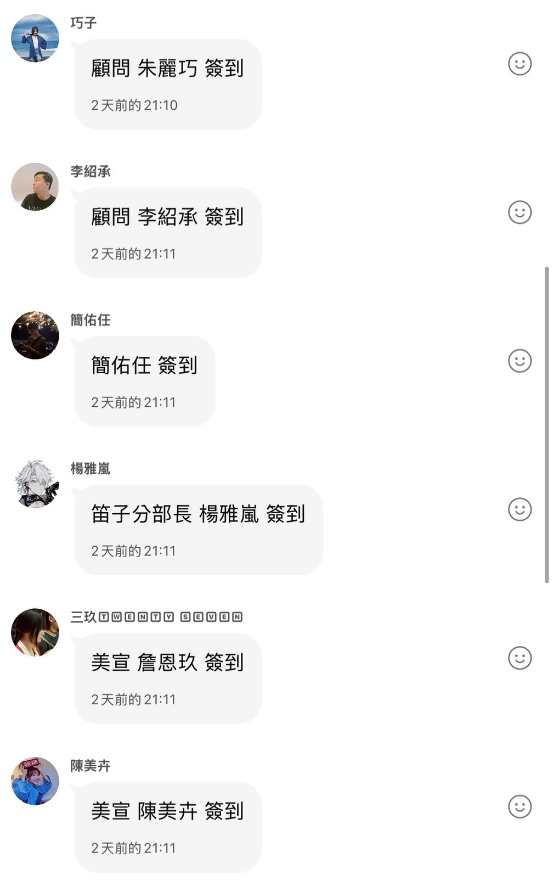 巧子
顧問 朱麗巧 簽到
2 天前的 21:10
李紹承
顧問 李紹承 簽到
2 天前的 21:11
簡佑任
簡佑任 簽到
2 天前的 21:11
楊雅嵐
笛子分部長 楊雅嵐 簽到
2 天前的 21:11
三玖🅃🅆🄴🄽🅃🅈 🅂🄴🅅🄴🄽
美宣 詹恩玖 簽到
2 天前的 21:11
陳美卉
美宣 陳美卉 簽到
2 天前的 21:11